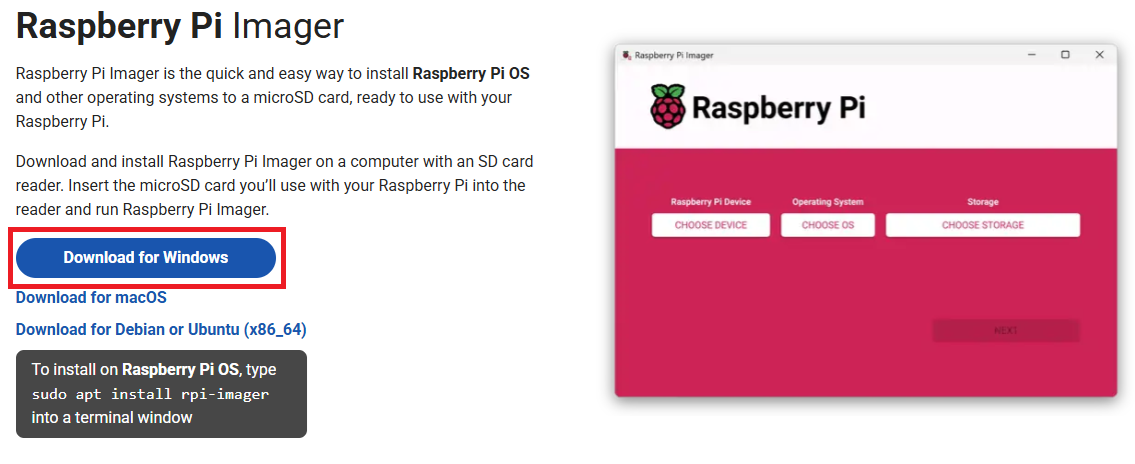 Raspberry Pi Imager
Raspberry Pi Imager is the quick and easy way to install Raspberry Pi OS
and other operating systems to a microSD card, ready to use with your
Raspberry Pi.
Download and install Raspberry Pi Imager on a computer with an SD card
reader. Insert the microSD card you’ll use with your Raspberry Pi into the
reader and run Raspberry Pi Imager.
Download for Windows
Download for macOS
Download for Debian or Ubuntu (x86_64)
To install on Raspberry Pi OS, type
sudo apt install rpi-imager
into a terminal window
Raspberry Pi Imager
Raspberry Pi
Raspberry Pi Device Operating System Storage
CHOOSE DEVICE CHOOSE OS CHOOSE STORAGE
NEXT